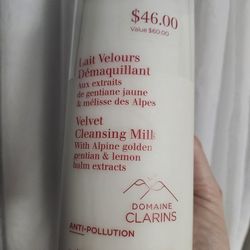 $46.00
Value $60.00
Lait Velours
Démaquillant
Aux extraits
de gentiane jaune
& mélisse des Alpes
Velvet
Cleansing Milk
With Alpine golden
gentian & lemon
balm extracts
DOMAINE
CLARINS
ANTI-POLLUTION